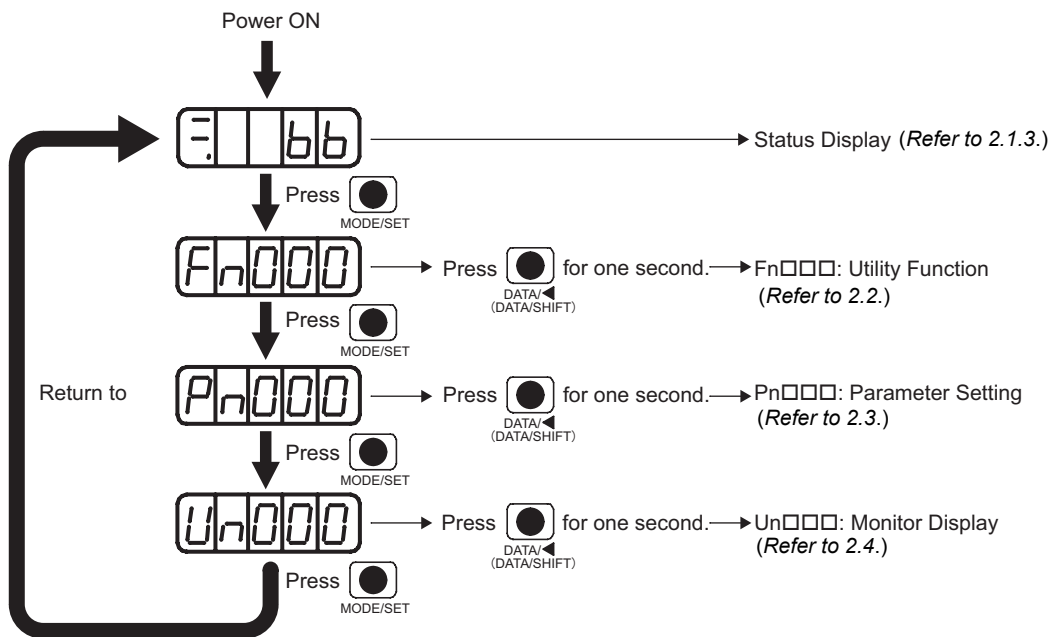 Power ON
bb
Status Display (Refer to 2.1.3.)
Press
MODE/SET
Fn000
Press
for one second.
Fn□□□: Utility Function
DATA/◀
(DATA/SHIFT)
(Refer to 2.2.)
Press
MODE/SET
Return to
Pn000
Press
for one second.
Pn□□□: Parameter Setting
DATA/◀
(DATA/SHIFT)
(Refer to 2.3.)
Press
MODE/SET
Un000
Press
for one second.
Un□□□: Monitor Display
DATA/◀
(DATA/SHIFT)
(Refer to 2.4.)
Press
MODE/SET